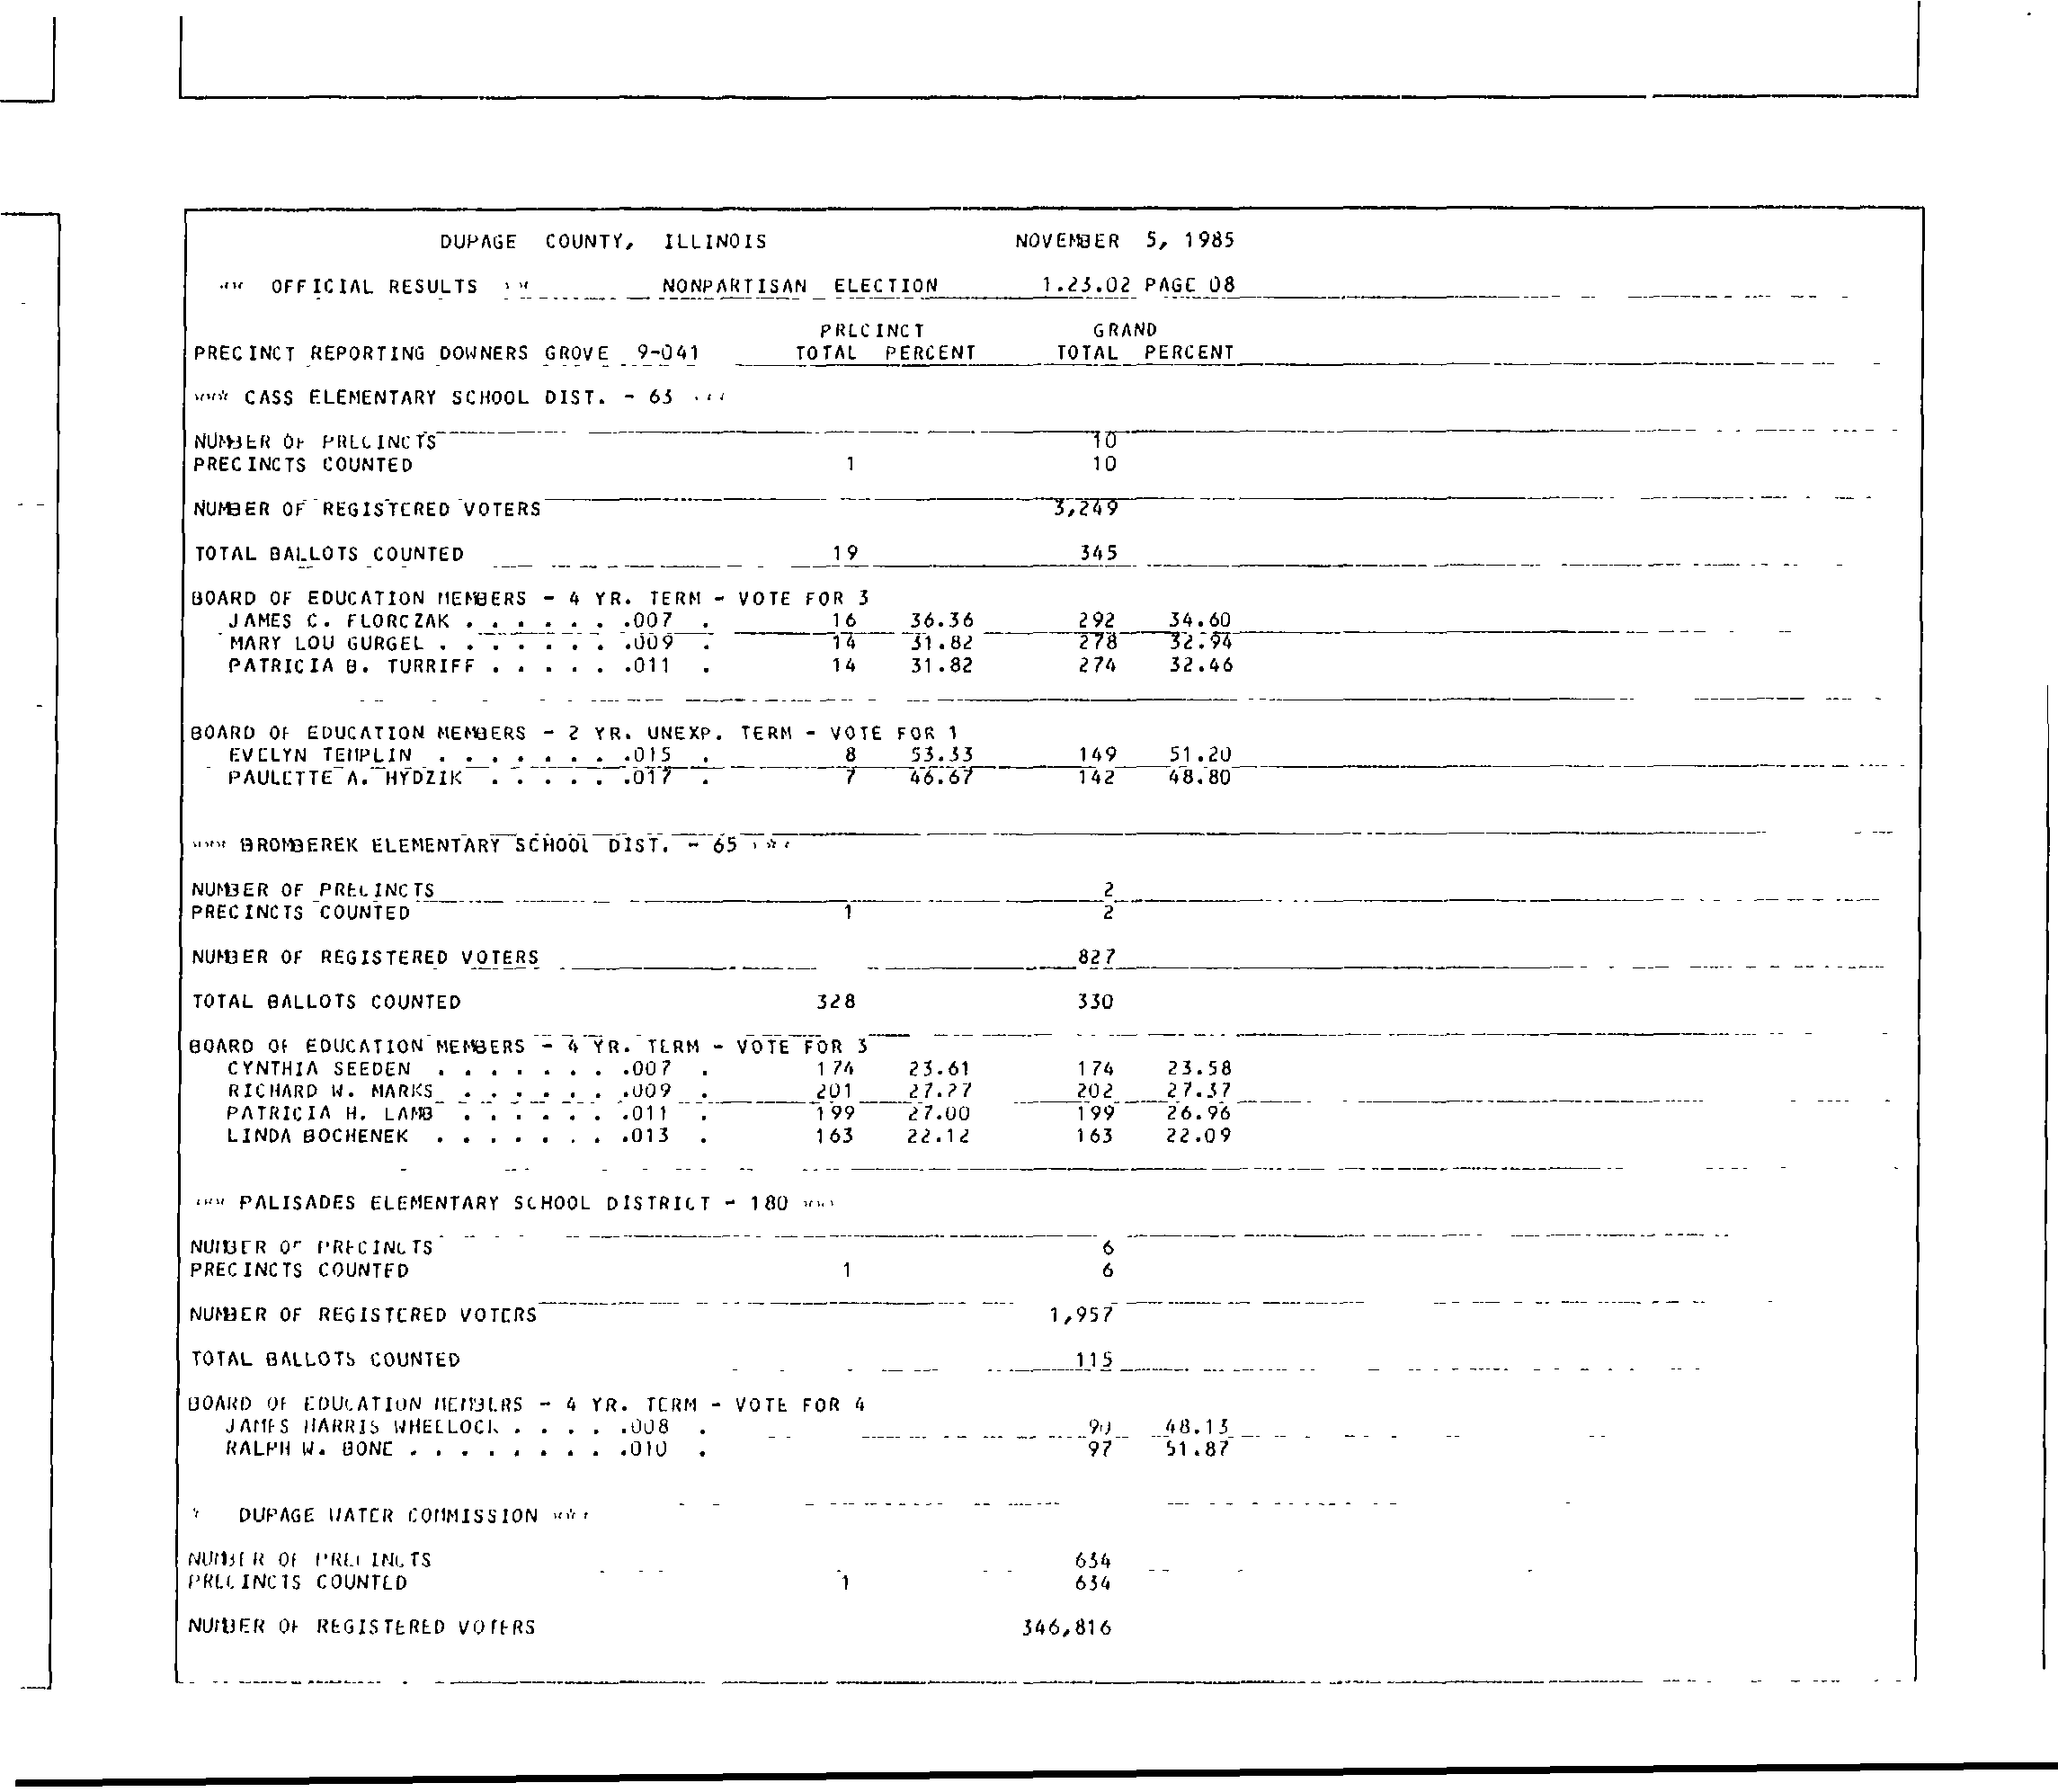 DUPAGE COUNTY, ILLINOIS NOVEMBER 5, 1985
*** OFFICIAL RESULTS *** NONPARTISAN ELECTION 1.23.02 PAGE 08
PRECINCT GRAND
PRECINCT REPORTING DOWNERS GROVE 9-041 TOTAL PERCENT TOTAL PERCENT
*** CASS ELEMENTARY SCHOOL DIST. - 63 ***
NUMBER OF PRECINCTS 10
PRECINCTS COUNTED 1 10
NUMBER OF REGISTERED VOTERS 3,249
TOTAL BALLOTS COUNTED 19 345
BOARD OF EDUCATION MEMBERS - 4 YR. TERM - VOTE FOR 3
JAMES C. FLORCZAK . . . . . . .007 . 16 36.36 292 34.60
MARY LOU GURGEL . . . . . . . .009 . 14 31.82 278 32.94
PATRICIA B. TURRIFF . . . . . .011 . 14 31.82 274 32.46
BOARD OF EDUCATION MEMBERS - 2 YR. UNEXP. TERM - VOTE FOR 1
EVELYN TEMPLIN . . . . . . . .015 . 8 53.33 149 51.20
PAULETTE A. HYDZIK . . . . . .017 . 7 46.67 142 48.80
*** BROMBEREK ELEMENTARY SCHOOL DIST. - 65 ***
NUMBER OF PRECINCTS 2
PRECINCTS COUNTED 1 2
NUMBER OF REGISTERED VOTERS 827
TOTAL BALLOTS COUNTED 328 330
BOARD OF EDUCATION MEMBERS - 4 YR. TERM - VOTE FOR 3
CYNTHIA SEEDEN . . . . . . . .007 . 174 23.61 174 23.58
RICHARD W. MARKS . . . . . . .009 . 201 27.27 202 27.37
PATRICIA H. LAMB . . . . . . .011 . 199 27.00 199 26.96
LINDA BOCHENEK . . . . . . . .013 . 163 22.12 163 22.09
*** PALISADES ELEMENTARY SCHOOL DISTRICT - 180 ***
NUMBER OF PRECINCTS 6
PRECINCTS COUNTED 1 6
NUMBER OF REGISTERED VOTERS 1,957
TOTAL BALLOTS COUNTED 115
BOARD OF EDUCATION MEMBERS - 4 YR. TERM - VOTE FOR 4
JAMES HARRIS WHELLOCK . . . . .008 . 90 48.13
RALPH W. BONE . . . . . . . . .010 . 97 51.87
* DUPAGE WATER COMMISSION ***
NUMBER OF PRECINCTS 634
PRECINCTS COUNTED 1 634
NUMBER OF REGISTERED VOTERS 346,816